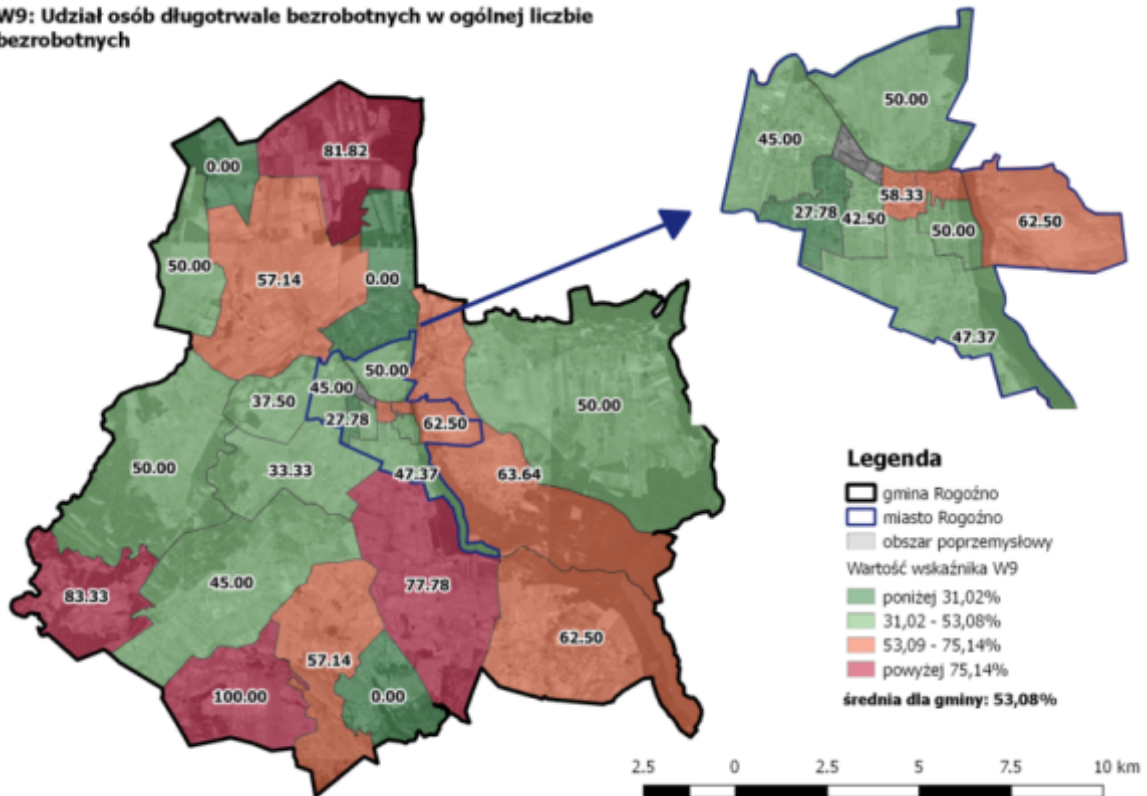 W9: Udział osób długotrwale bezrobotnych w ogólnej liczbie
bezrobotnych
0.00
81.82
50.00
57.14
0.00
50.00
45.00
37.50
27.78
62.50
50.00
50.00
33.33
47.37
63.64
45.00
77.78
83.33
62.50
57.14
100.00
0.00
50.00
45.00
58.33
27.78
42.50
50.00
62.50
47.37
Legenda
gmina Rogoźno
miasto Rogoźno
obszar poprzemysłowy
Wartość wskaźnika W9
poniżej 31,02%
31,02 - 53,08%
53,09 - 75,14%
powyżej 75,14%
średnia dla gminy: 53,08%
2.5 0 2.5 5 7.5 10 km